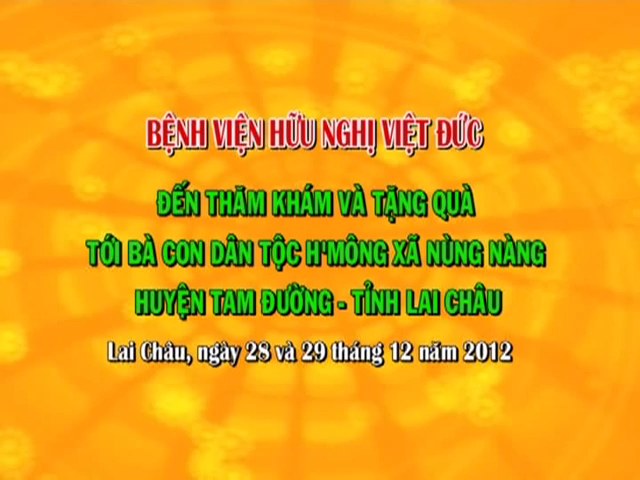 BỆNH VIỆN HỮU NGHỊ VIỆT ĐỨC
ĐẾN THĂM KHÁM VÀ TẶNG QUÀ
TỚI BÀ CON DÂN TỘC H'MÔNG XÃ NÙNG NÀNG
HUYỆN TAM ĐƯỜNG - TỈNH LAI CHÂU
Lai Châu, ngày 28 và 29 tháng 12 năm 2012